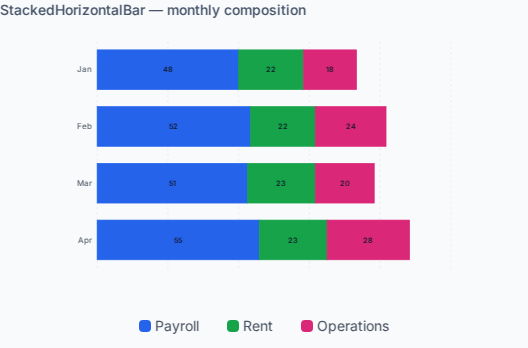 StackedHorizontalBar — monthly composition
Jan 48 22 18
Feb 52 22 24
Mar 51 23 20
Apr 55 23 28
Payroll Rent Operations